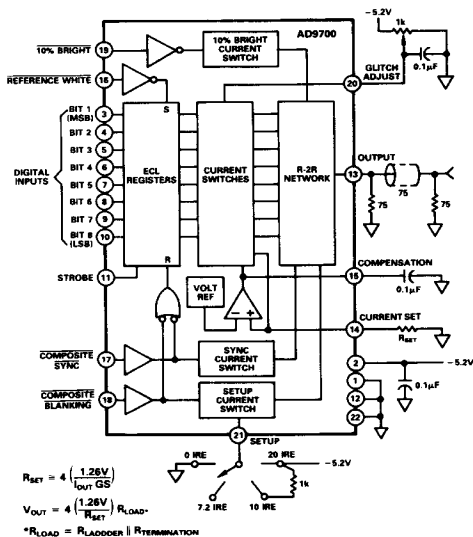 AD9700
-5.2V
1k
0.1μF
GLITCH
ADJUST
20
10% BRIGHT
19
10% BRIGHT
CURRENT
SWITCH
REFERENCE WHITE
16
S
BIT 1
(MSB)
3
BIT 2
4
BIT 3
5
BIT 4
6
BIT 5
7
BIT 6
8
BIT 7
9
BIT 8
(LSB)
10
DIGITAL
INPUTS
ECL
REGISTERS
CURRENT
SWITCHES
R-2R
NETWORK
13
OUTPUT
75
75
75
R
STROBE
11
VOLT
REF
- +
COMPENSATION
15
0.1μF
CURRENT SET
14
RSET
COMPOSITE
SYNC
17
SYNC
CURRENT
SWITCH
2
-5.2V
1
12
22
0.1μF
COMPOSITE
BLANKING
18
SETUP
CURRENT
SWITCH
21
SETUP
0 IRE
20 IRE
-5.2V
1k
7.2 IRE
10 IRE
RSET ≅ 4 (1.26V / IOUT GS)
VOUT = 4 (1.26V / RSET) RLOAD*
*RLOAD = RLADDDER || RTERMINATION